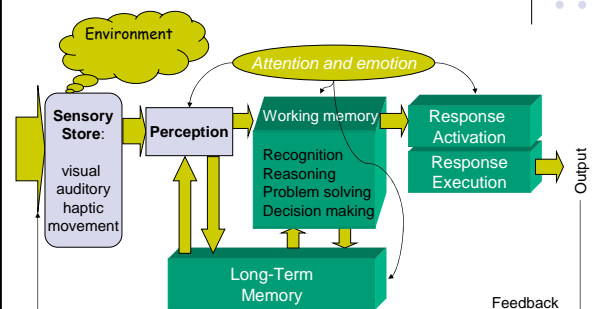 Environment
Attention and emotion
Sensory
Store:
visual
auditory
haptic
movement
Perception
Working memory
Recognition
Reasoning
Problem solving
Decision making
Response
Activation
Response
Execution
Output
Long-Term
Memory
Feedback